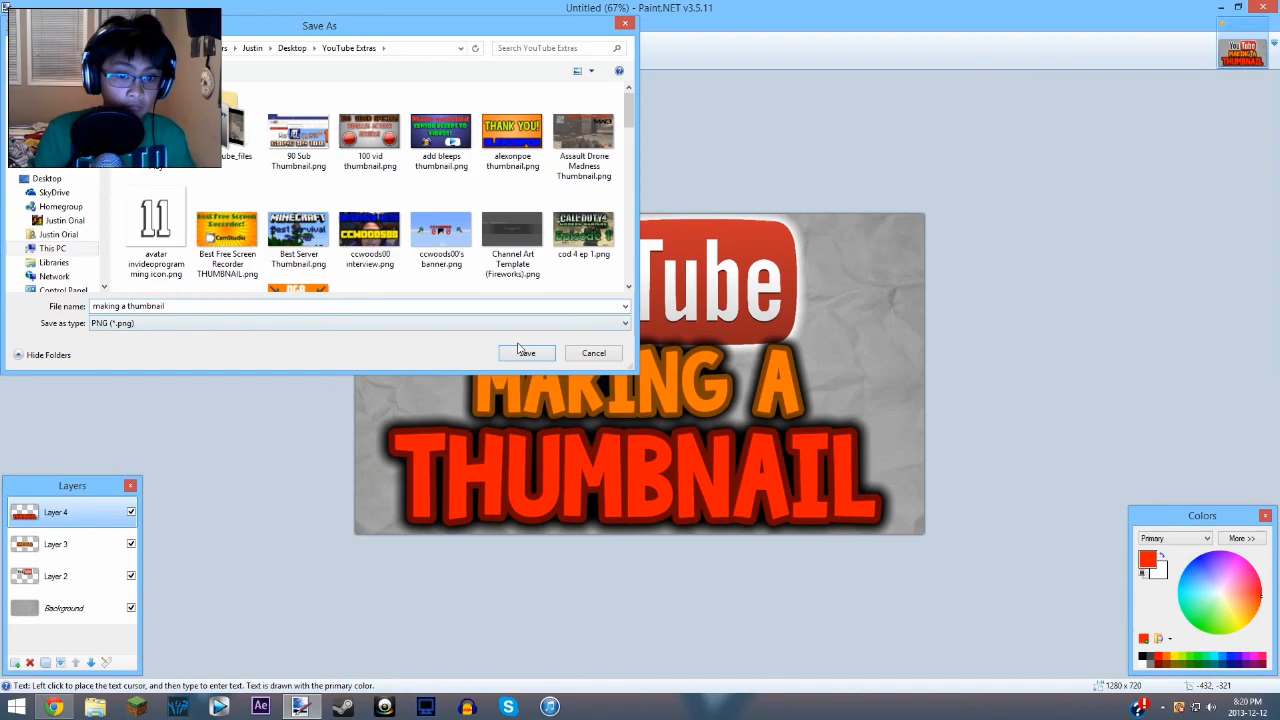 Untitled (67%) - Paint.NET v3.5.11
Save As
Justin
Desktop
YouTube Extras
Search YouTube Extras
90 Sub Thumbnail.png
100 vid thumbnail.png
add bleeps thumbnail.png
alexonpoe thumbnail.png
Assault Drone Madness Thumbnail.png
Desktop
SkyDrive
Homegroup
Justin Orial
Justin Orial
This PC
Libraries
Network
Control Panel
avatar invideoprogramming icon.png
Best Free Screen Recorder THUMBNAIL.png
Best Server Thumbnail.png
ccwoods00 interview.png
ccwoods00's banner.png
Channel Art Template (Fireworks).png
cod 4 ep 1.png
THANK YOU!
11
File name: making a thumbnail
Save as type: PNG (*.png)
Hide Folders
Save
Cancel
Tube
MAKING A
THUMBNAIL
Layers
Layer 4
Layer 3
Layer 2
Background
Colors
Primary
More >>
Text: Left click to place the text cursor, and then type to enter text. Text is drawn with the primary color.
1280 x 720
-432, -321
Ae
8:20 PM
2013-12-12